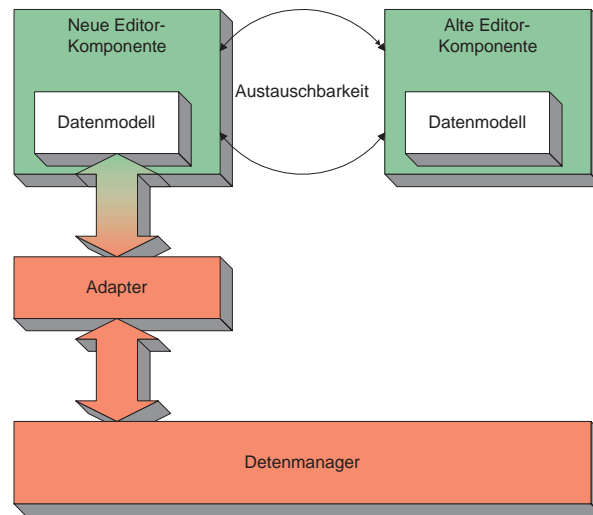 Neue Editor-
Komponente
Alte Editor-
Komponente
Austauschbarkeit
Datenmodell
Datenmodell
Adapter
Detenmanager